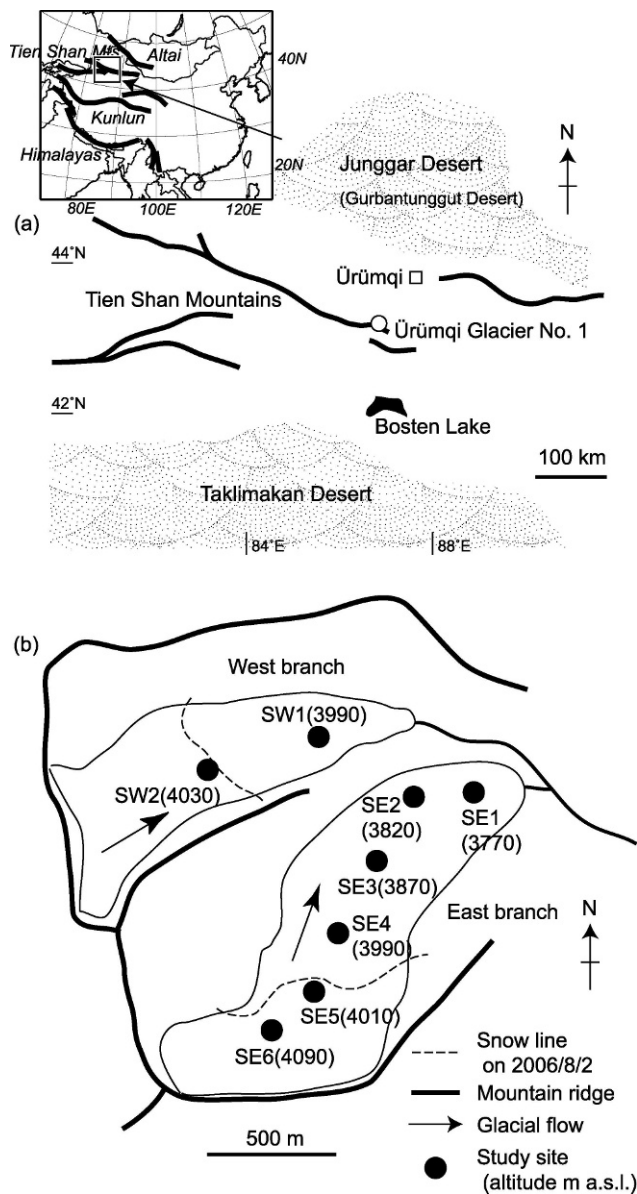 Tien Shan Mts
Altai
40N
Kunlun
Himalayas
20N
80E 100E 120E
N
Junggar Desert
(Gurbantunggut Desert)
(a)
44°N
Ürümqi
Tien Shan Mountains
Ürümqi Glacier No. 1
42°N
Bosten Lake
100 km
Taklimakan Desert
84°E
88°E
(b)
West branch
SW1(3990)
SW2(4030)
SE2
(3820)
SE1
(3770)
SE3(3870)
East branch
SE4
(3990)
N
SE5(4010)
SE6(4090)
Snow line
on 2006/8/2
Mountain ridge
Glacial flow
500 m
Study site
(altitude m a.s.l.)